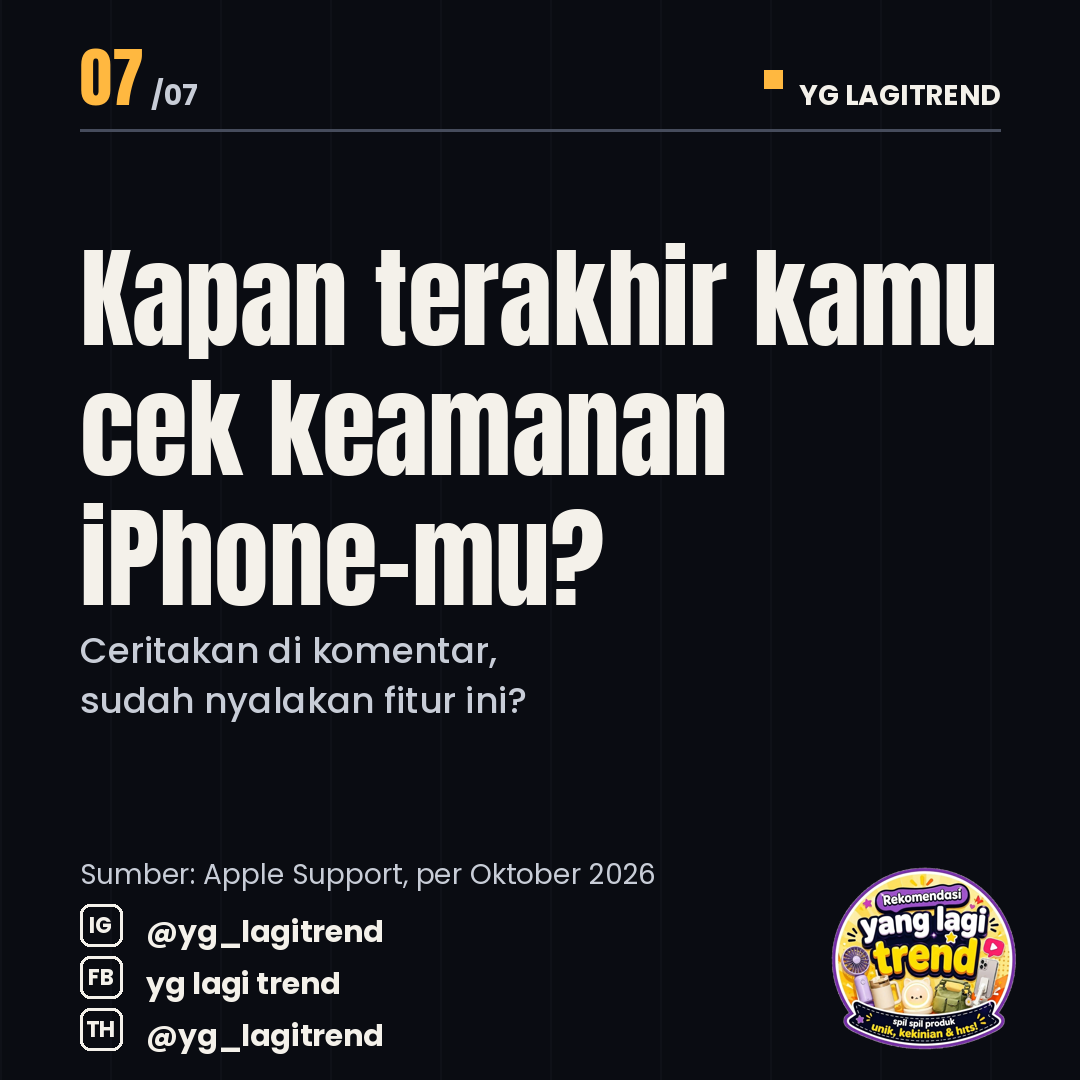 07 /07
YG LAGITREND
Kapan terakhir kamu
cek keamanan
iPhone-mu?
Ceritakan di komentar,
sudah nyalakan fitur ini?
Sumber: Apple Support, per Oktober 2026
IG @yg_lagitrend
FB yg lagi trend
TH @yg_lagitrend
Rekomendasi
yang lagi
trend
spil spil produk
unik, kekinian & hits!